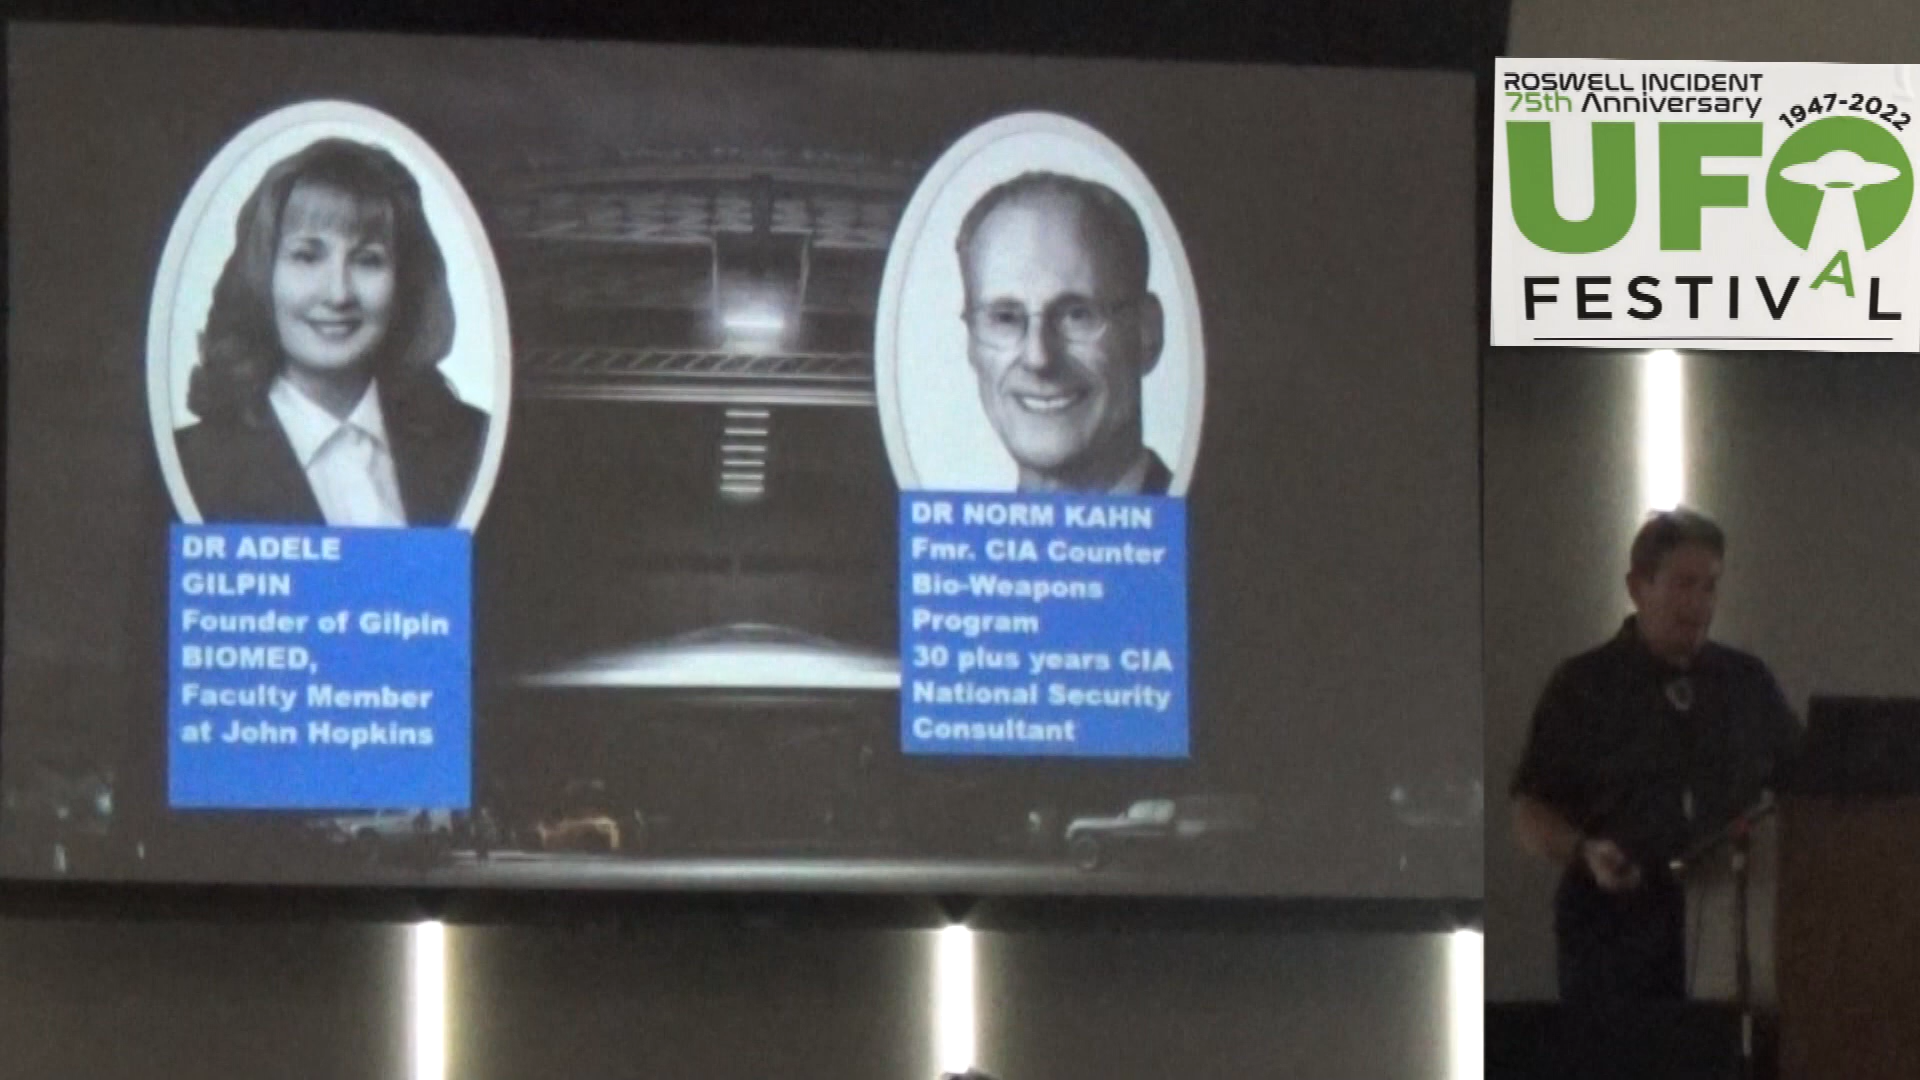 DR ADELE
GILPIN
Founder of Gilpin
BIOMED,
Faculty Member
at John Hopkins
DR NORM KAHN
Fmr. CIA Counter
Bio-Weapons
Program
30 plus years CIA
National Security
Consultant
ROSWELL INCIDENT
75th Anniversary
1947-2022
UFO
FESTIVAL